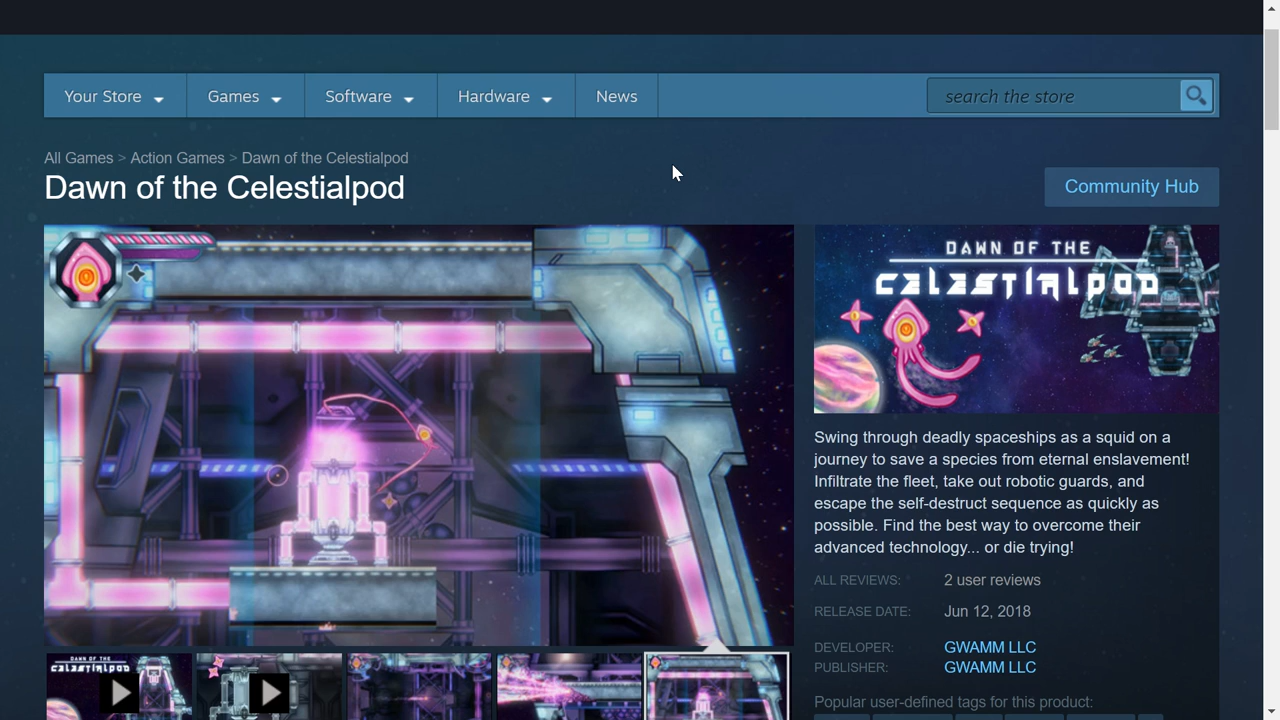 Your Store
Games
Software
Hardware
News
search the store
All Games > Action Games > Dawn of the Celestialpod
Dawn of the Celestialpod
Community Hub
DAWN OF THE
CELESTIALPOD
Swing through deadly spaceships as a squid on a
journey to save a species from eternal enslavement!
Infiltrate the fleet, take out robotic guards, and
escape the self-destruct sequence as quickly as
possible. Find the best way to overcome their
advanced technology... or die trying!
ALL REVIEWS: 2 user reviews
RELEASE DATE: Jun 12, 2018
DEVELOPER: GWAMM LLC
PUBLISHER: GWAMM LLC
DAWN OF THE
CELESTIALPOD
Popular user-defined tags for this product: